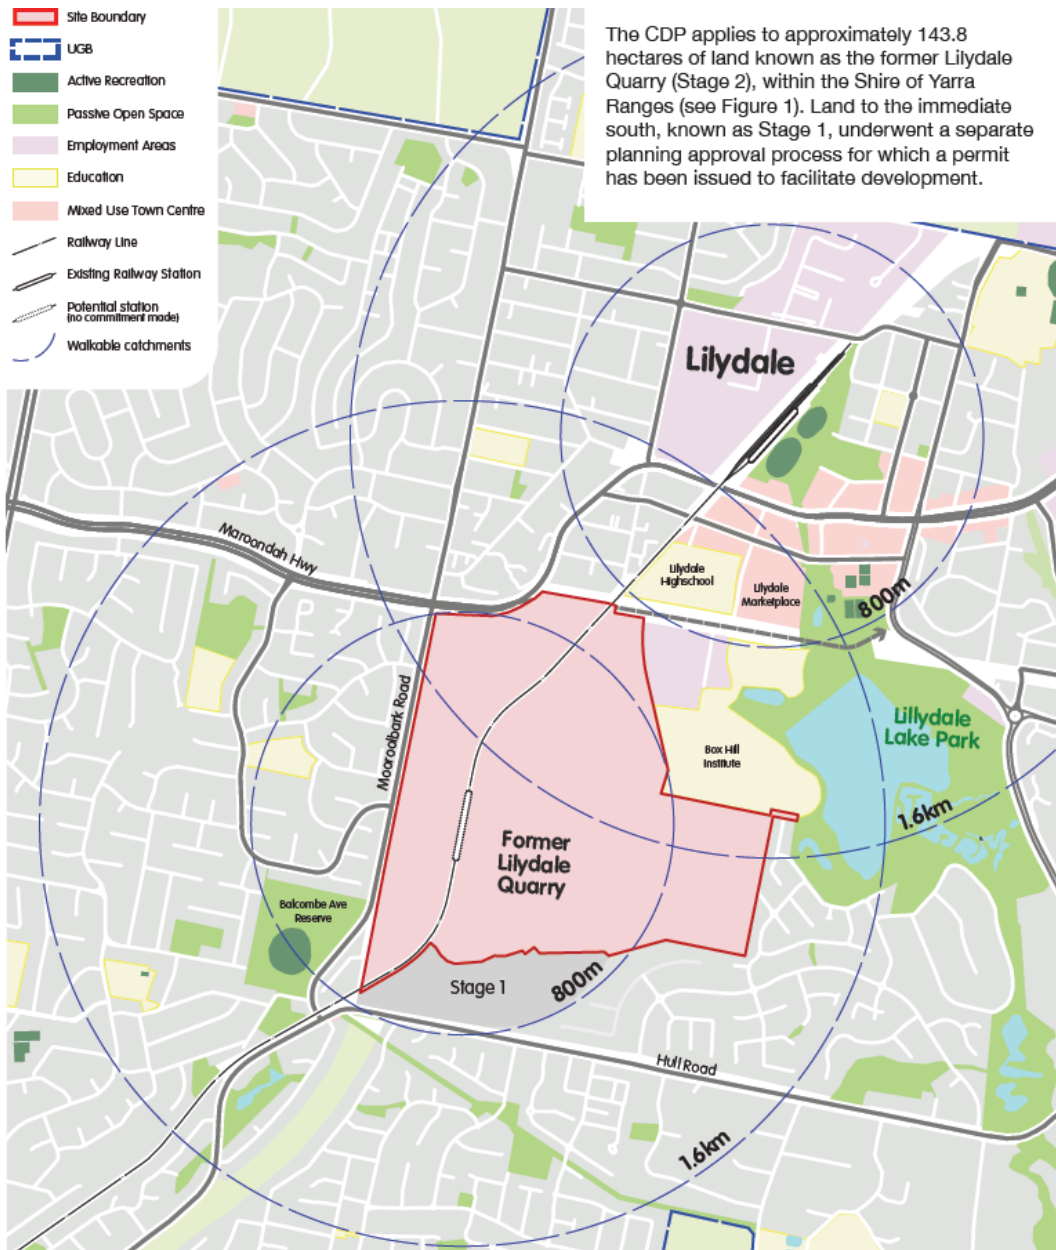 Site Boundary
UGB
Active Recreation
Passive Open Space
Employment Areas
Education
Mixed Use Town Centre
Railway Line
Existing Railway Station
Potential station
(no commitment made)
Walkable catchments
The CDP applies to approximately 143.8
hectares of land known as the former Lilydale
Quarry (Stage 2), within the Shire of Yarra
Ranges (see Figure 1). Land to the immediate
south, known as Stage 1, underwent a separate
planning approval process for which a permit
has been issued to facilitate development.
Lilydale
Maroondah Hwy
Lilydale
Highschool
Lilydale
Marketplace
800m
Mooroolbark Road
Lillydale
Lake Park
Box Hill
Institute
1.6km
Former
Lilydale
Quarry
Balcombe Ave
Reserve
Stage 1
800m
Hull Road
1.6km